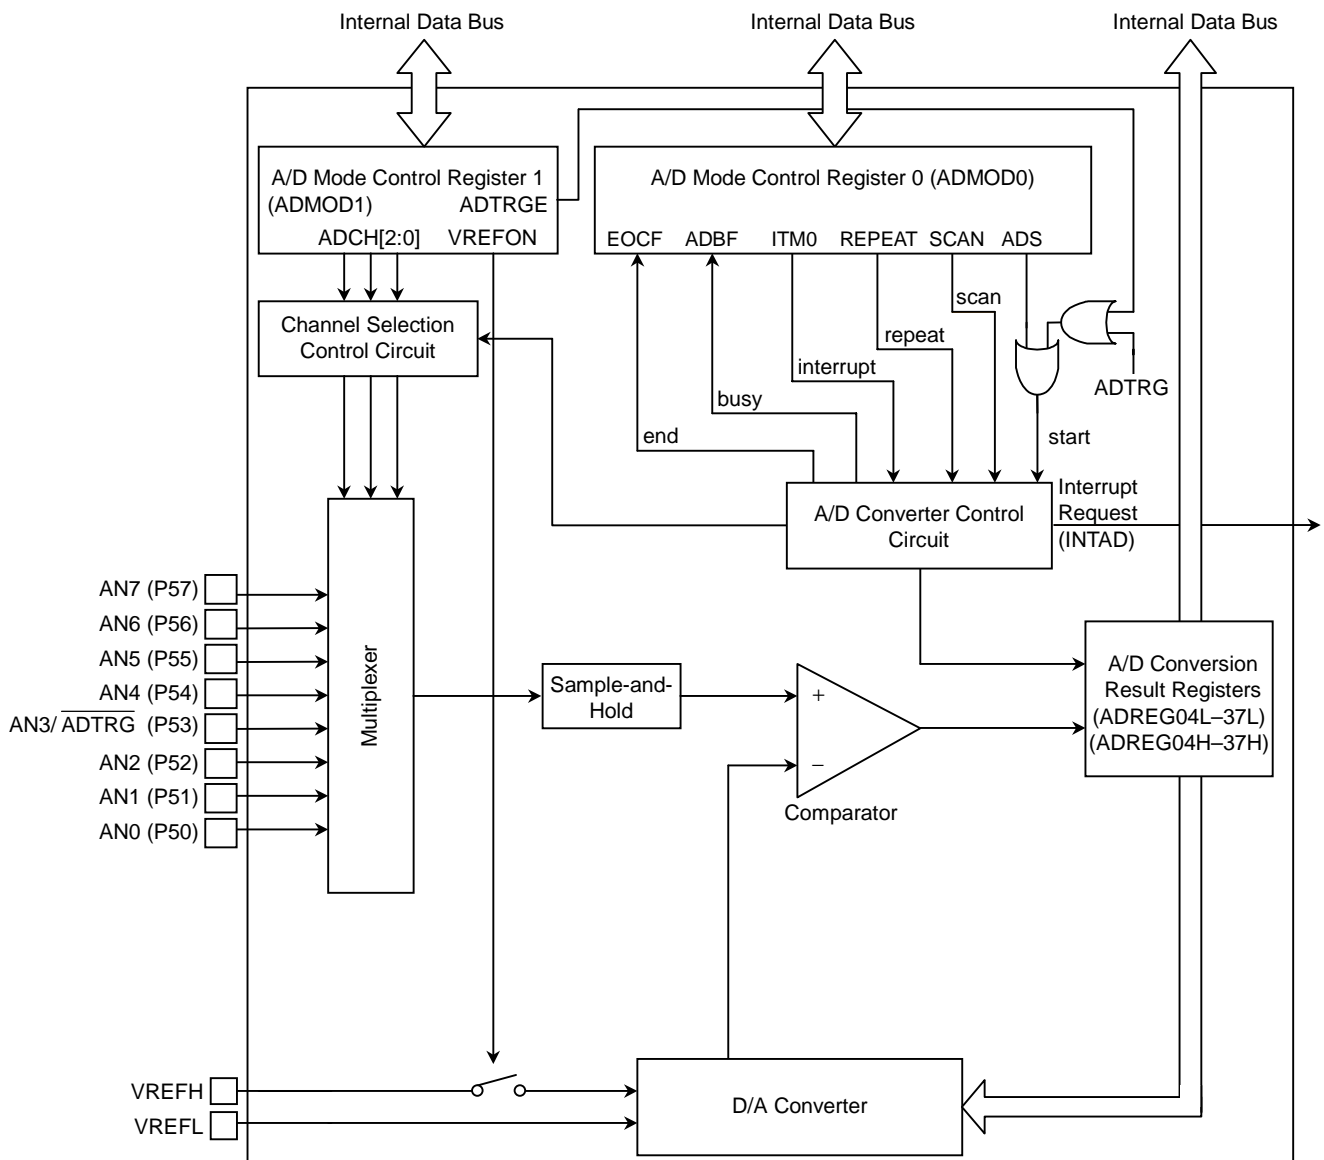 Internal Data Bus
Internal Data Bus
Internal Data Bus
A/D Mode Control Register 1
(ADMOD1) ADTRGE
ADCH[2:0] VREFON
A/D Mode Control Register 0 (ADMOD0)
EOCF ADBF ITM0 REPEAT SCAN ADS
Channel Selection
Control Circuit
scan
repeat
interrupt
busy
end
start
ADTRG
A/D Converter Control
Circuit
Interrupt
Request
(INTAD)
AN7 (P57)
AN6 (P56)
AN5 (P55)
AN4 (P54)
AN3/ADTRG (P53)
AN2 (P52)
AN1 (P51)
AN0 (P50)
Multiplexer
Sample-and-
Hold
+
−
Comparator
A/D Conversion
Result Registers
(ADREG04L–37L)
(ADREG04H–37H)
VREFH
VREFL
D/A Converter